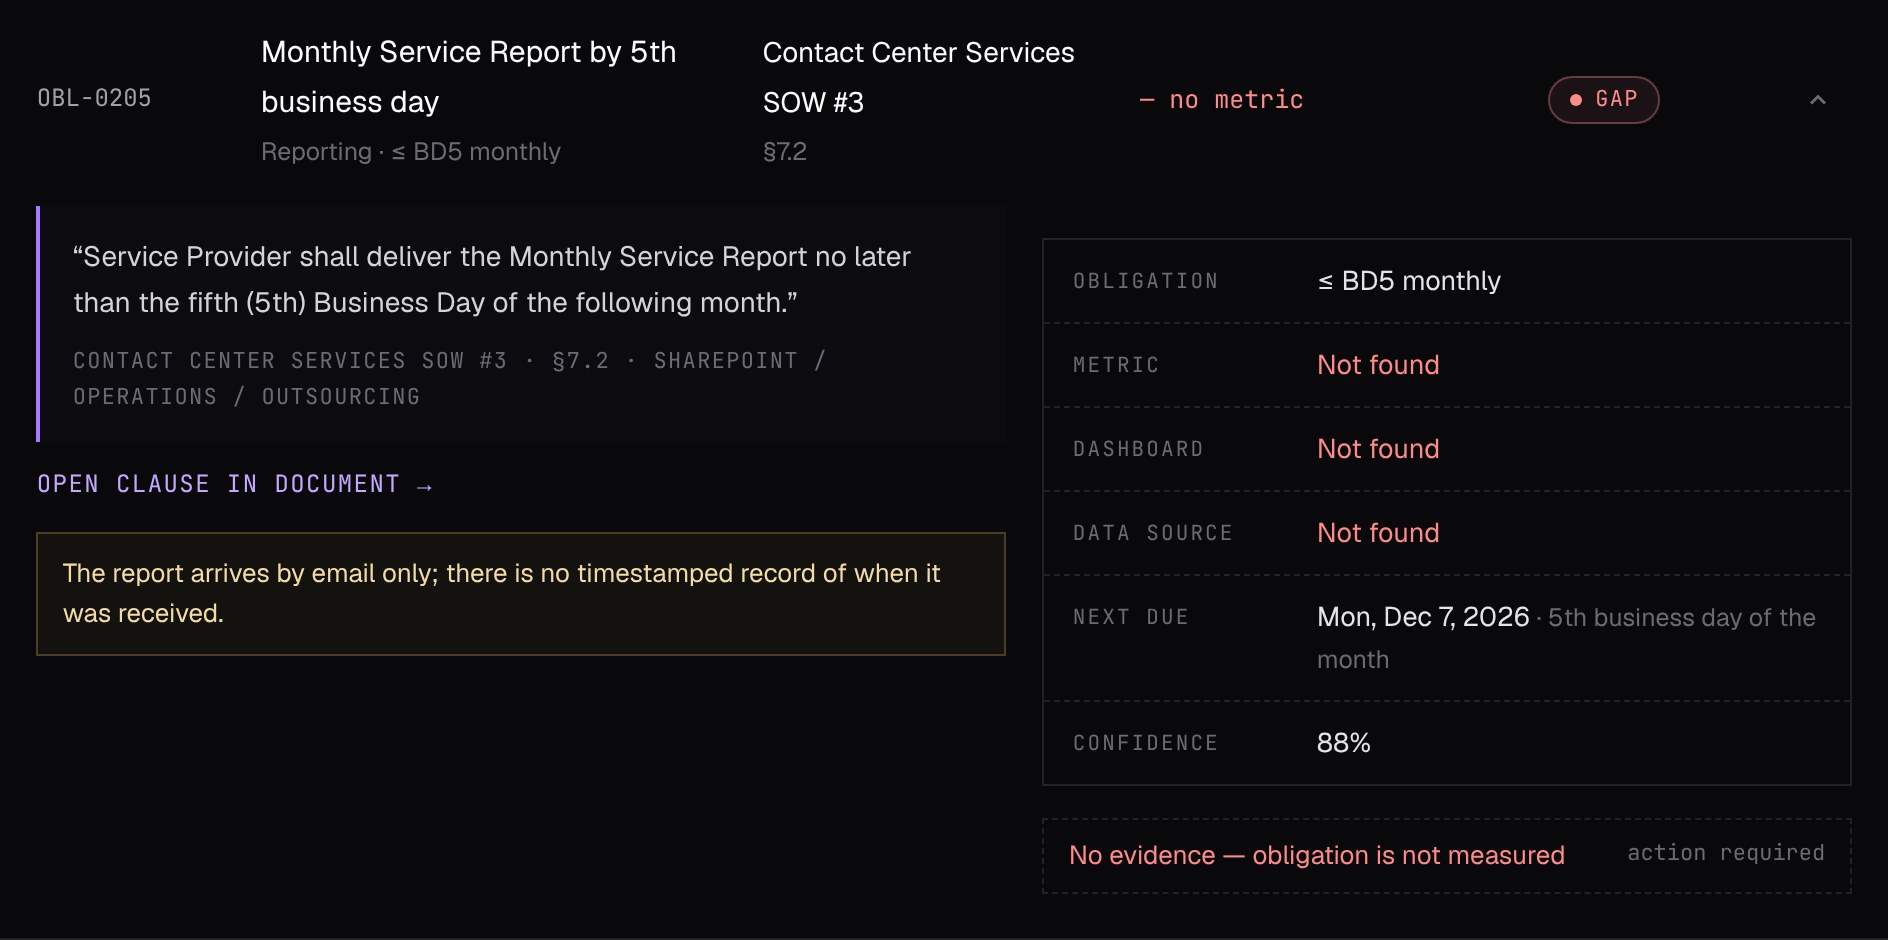 OBL-0205
Monthly Service Report by 5th
business day
Reporting · ≤ BD5 monthly
Contact Center Services
SOW #3
§7.2
— no metric
GAP
“Service Provider shall deliver the Monthly Service Report no later
than the fifth (5th) Business Day of the following month.”
CONTACT CENTER SERVICES SOW #3 · §7.2 · SHAREPOINT /
OPERATIONS / OUTSOURCING
OPEN CLAUSE IN DOCUMENT →
The report arrives by email only; there is no timestamped record of when it
was received.
OBLIGATION ≤ BD5 monthly
METRIC Not found
DASHBOARD Not found
DATA SOURCE Not found
NEXT DUE Mon, Dec 7, 2026 · 5th business day of the
month
CONFIDENCE 88%
No evidence — obligation is not measured action required